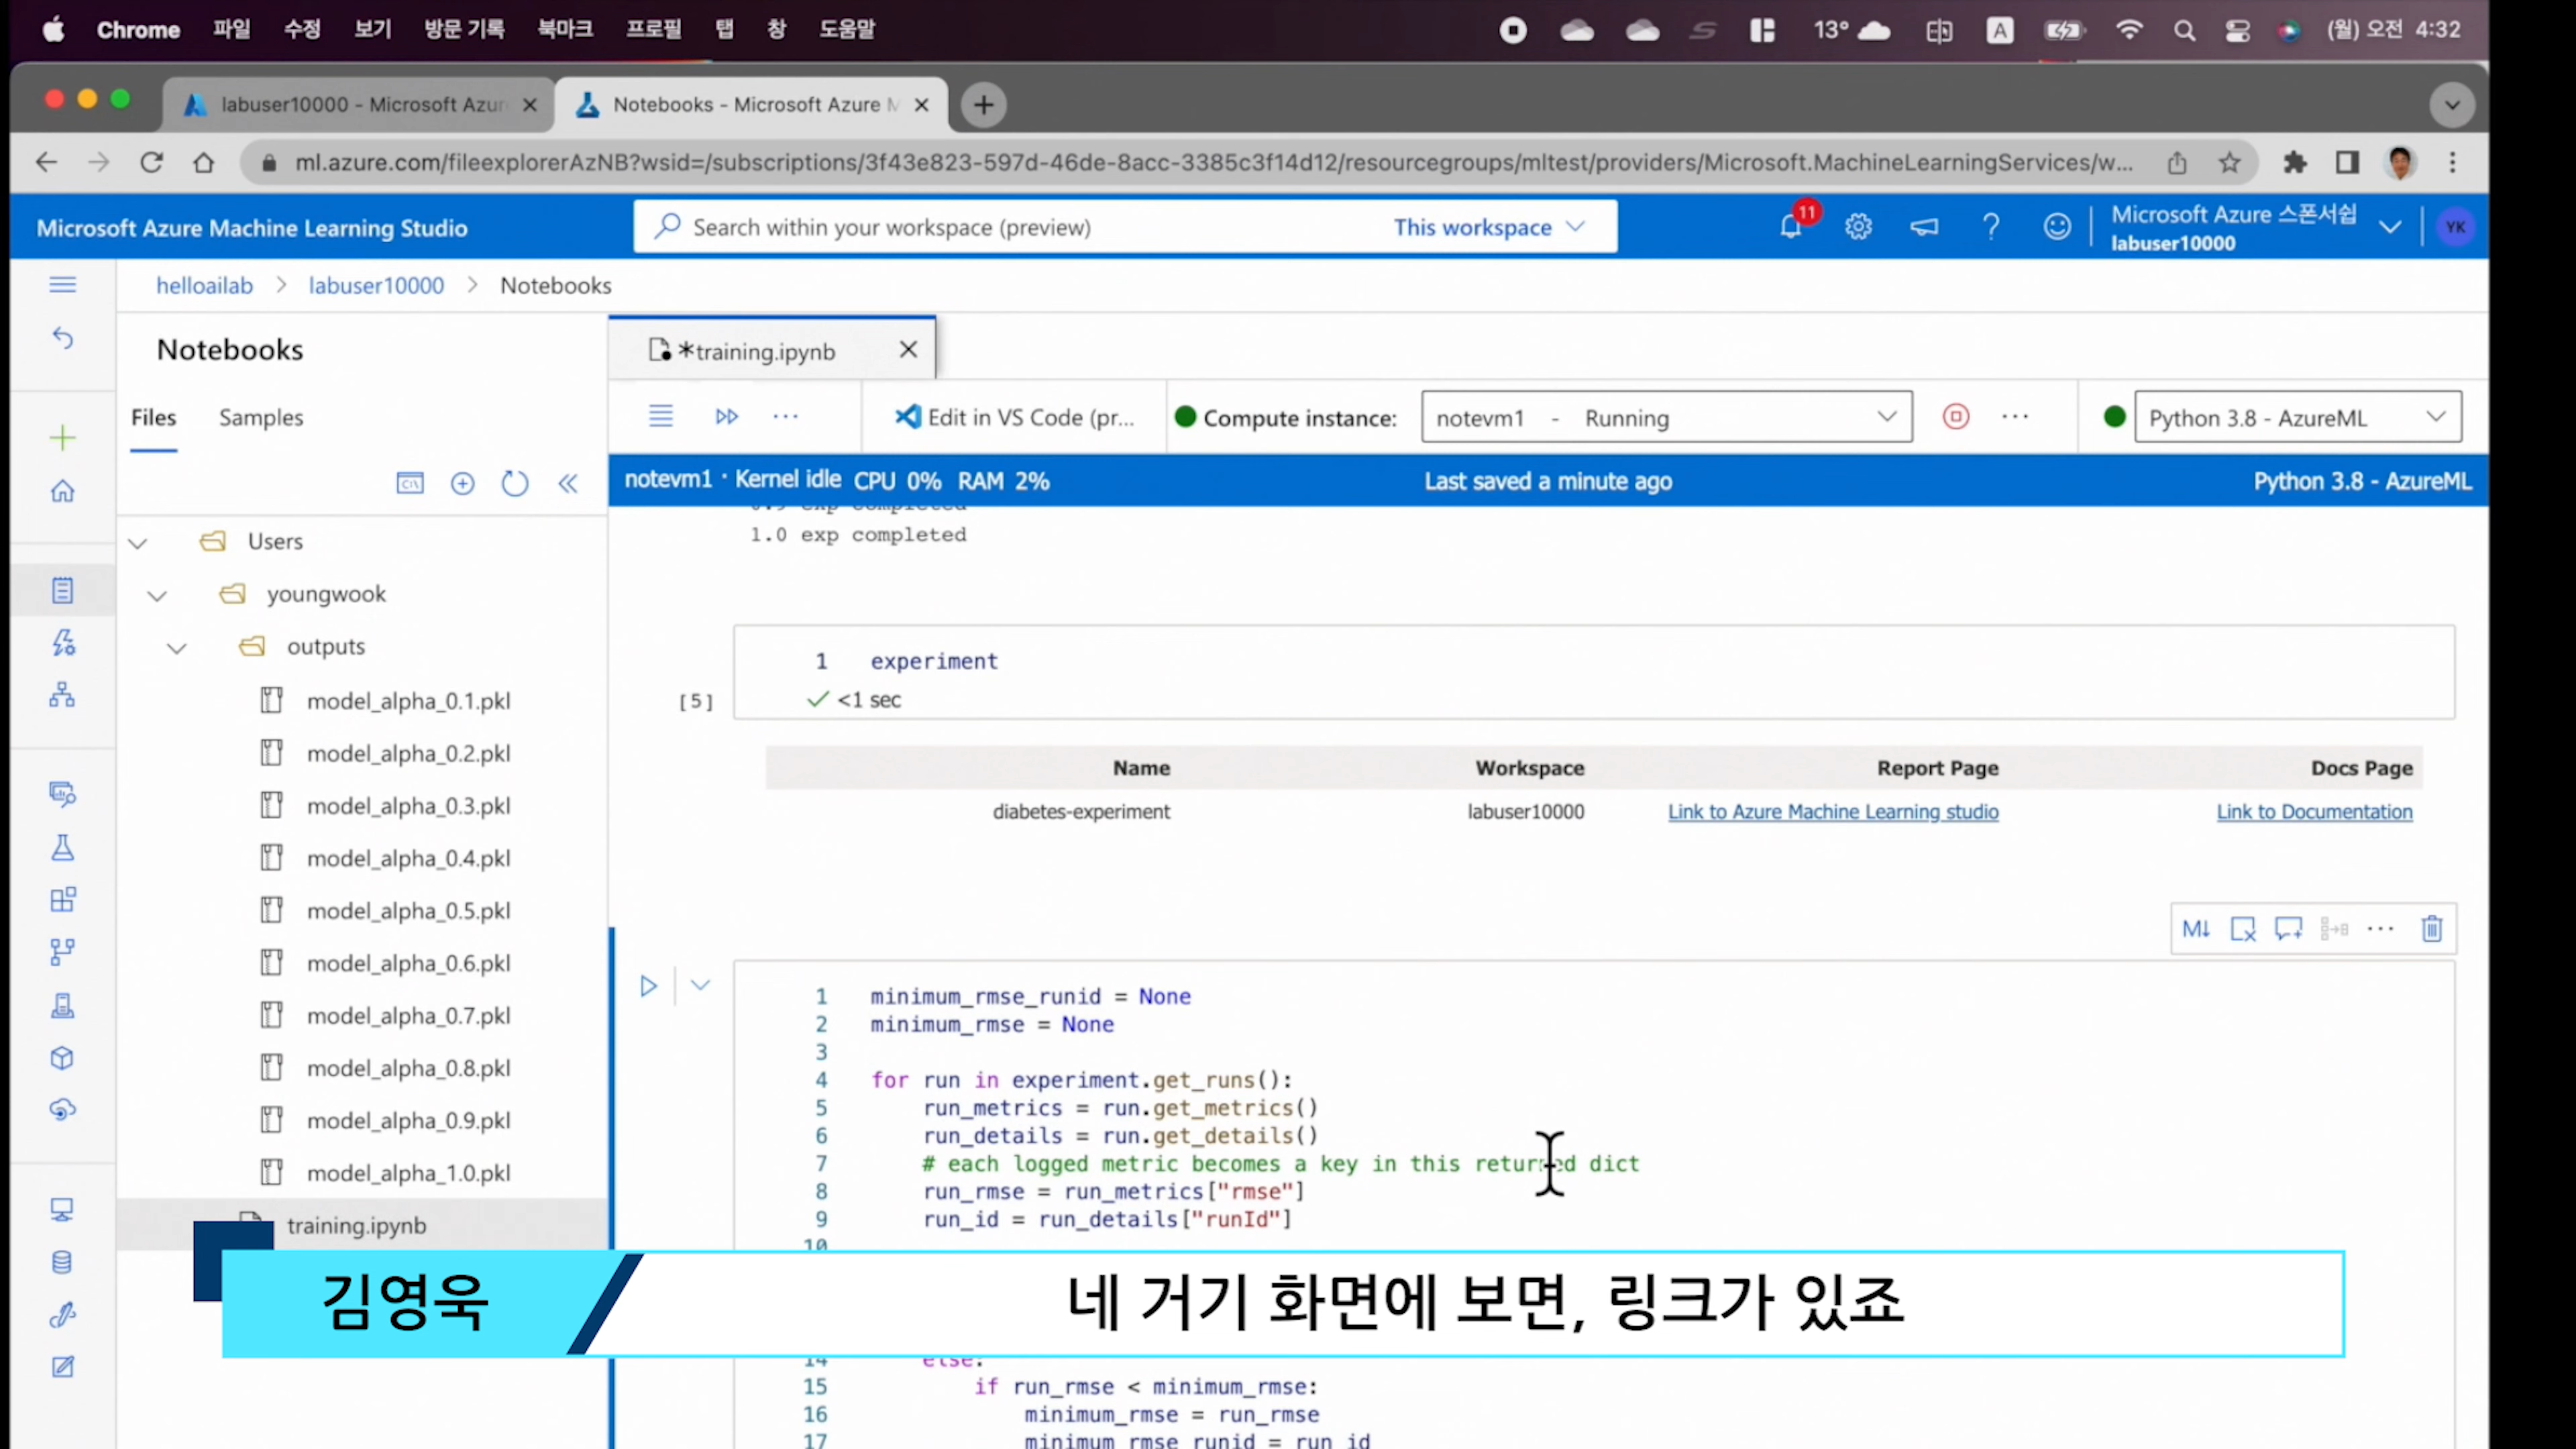 Chrome 파일 수정 보기 방문 기록 북마크 프로필 탭 창 도움말 13° A (월) 오전 4:32
labuser10000 - Microsoft Azur
Notebooks - Microsoft Azure M
ml.azure.com/fileexplorerAzNB?wsid=/subscriptions/3f43e823-597d-46de-8acc-3385c3f14d12/resourcegroups/mltest/providers/Microsoft.MachineLearningServices/w...
Microsoft Azure Machine Learning Studio
Search within your workspace (preview)
This workspace
11
Microsoft Azure 스폰서쉽
labuser10000
YK
helloailab > labuser10000 > Notebooks
Notebooks
*training.ipynb
Files Samples
Edit in VS Code (pr...
Compute instance:
notevm1 - Running
Python 3.8 - AzureML
notevm1 · Kernel idle CPU 0% RAM 2%
Last saved a minute ago
Python 3.8 - AzureML
Users
youngwook
outputs
model_alpha_0.1.pkl
model_alpha_0.2.pkl
model_alpha_0.3.pkl
model_alpha_0.4.pkl
model_alpha_0.5.pkl
model_alpha_0.6.pkl
model_alpha_0.7.pkl
model_alpha_0.8.pkl
model_alpha_0.9.pkl
model_alpha_1.0.pkl
training.ipynb
0.9 exp completed
1.0 exp completed
1 experiment
[5]
<1 sec
Name Workspace Report Page Docs Page
diabetes-experiment labuser10000 Link to Azure Machine Learning studio Link to Documentation
M↓
1 minimum_rmse_runid = None
2 minimum_rmse = None
3
4 for run in experiment.get_runs():
5 run_metrics = run.get_metrics()
6 run_details = run.get_details()
7 # each logged metric becomes a key in this returned dict
8 run_rmse = run_metrics["rmse"]
9 run_id = run_details["runId"]
10
14 else:
15 if run_rmse < minimum_rmse:
16 minimum_rmse = run_rmse
17 minimum_rmse_runid = run_id
김영욱
네 거기 화면에 보면, 링크가 있죠